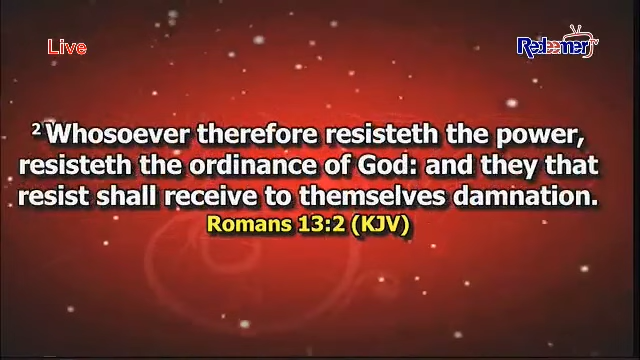 Live
Redeemer TV
2 Whosoever therefore resisteth the power,
resisteth the ordinance of God: and they that
resist shall receive to themselves damnation.
Romans 13:2 (KJV)